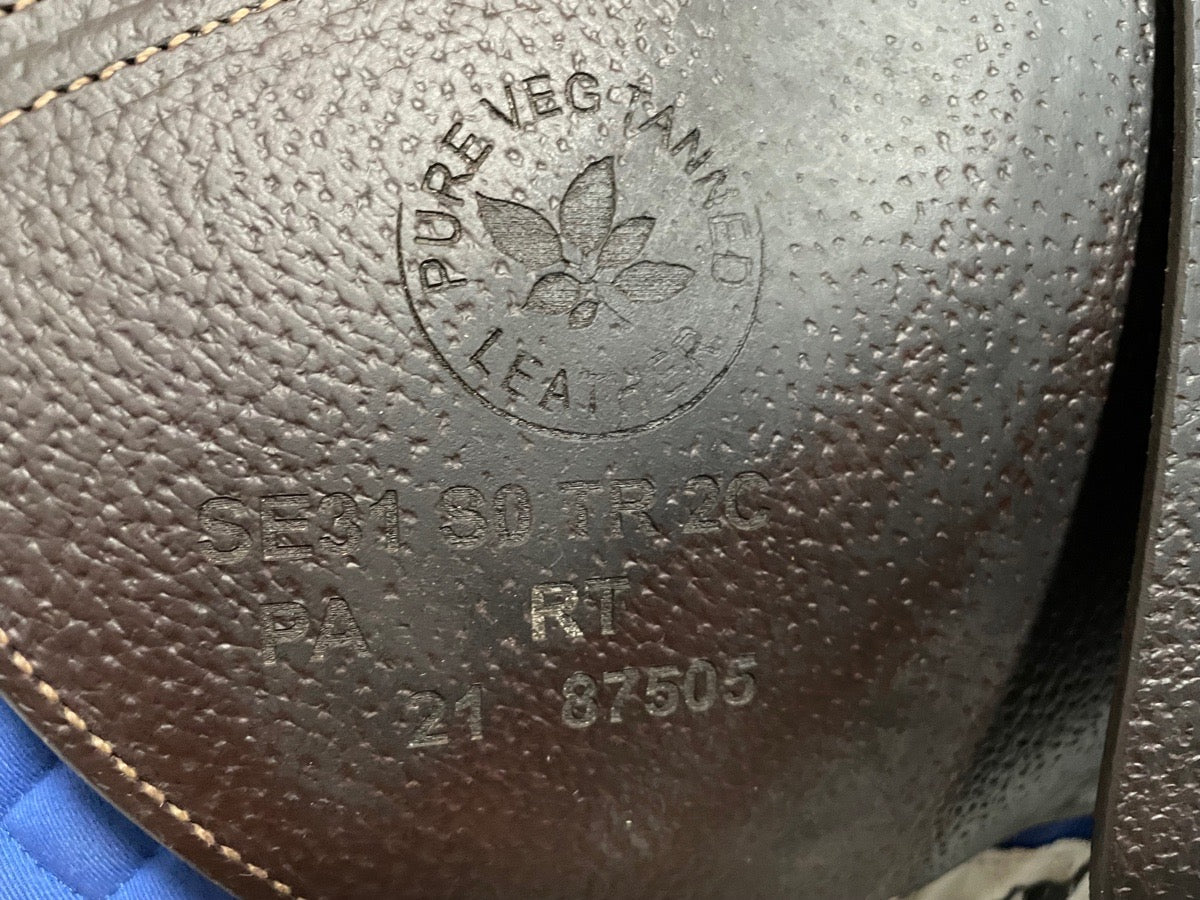 PURE VEG TANNED
LEATHER
SE31 S0 TR 2C
PA RT
21 87505